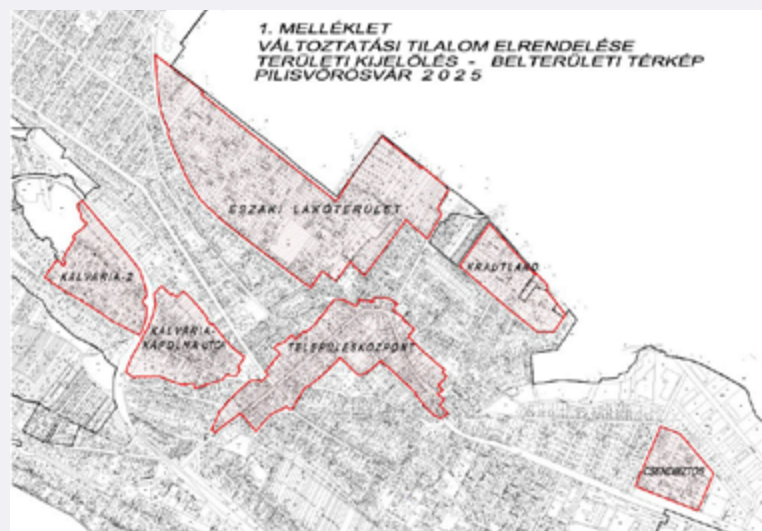 1. MELLÉKLET
VÁLTOZTATÁSI TILALOM ELRENDELÉSE
TERÜLETI KIJELÖLÉS - BELTERÜLETI TÉRKÉP
PILISVÖRÖSVÁR 2025
ÉSZAKI LAKÓTERÜLET
KRAUTLAND
KÁLVÁRIA-2
KÁLVÁRIA-
KÁPOLNA UTCA
TELEPÜLÉSKÖZPONT
CSENDBIZTOS